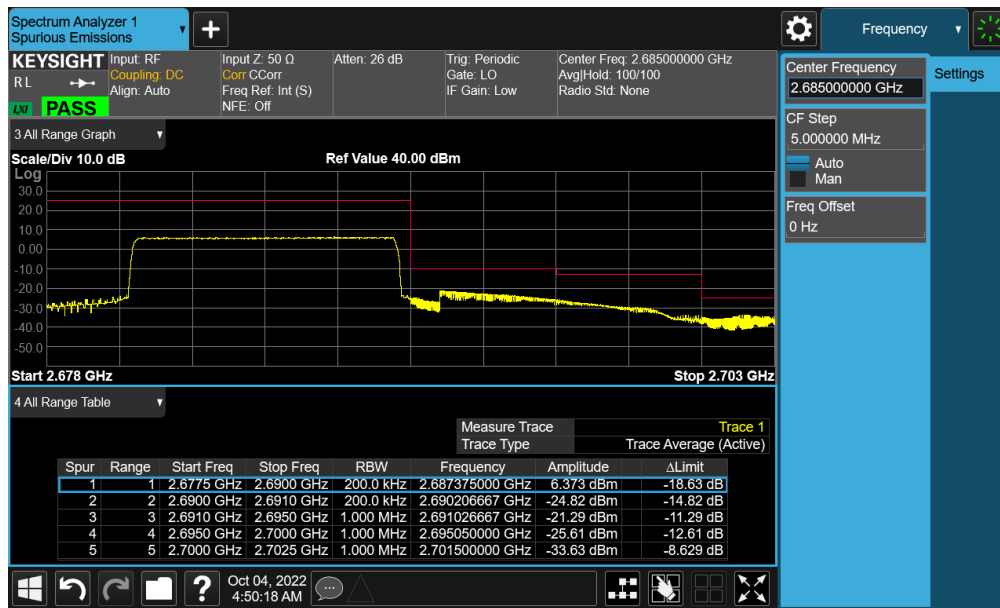 Spectrum Analyzer 1
Spurious Emissions
Frequency
KEYSIGHT
R L
LXI
PASS
Input: RF
Coupling: DC
Align: Auto
Input Z: 50 Ω
Corr CCorr
Freq Ref: Int (S)
NFE: Off
Atten: 26 dB
Trig: Periodic
Gate: LO
IF Gain: Low
Center Freq: 2.685000000 GHz
Avg|Hold: 100/100
Radio Std: None
Center Frequency
2.685000000 GHz
Settings
CF Step
5.000000 MHz
Auto
Man
Freq Offset
0 Hz
3 All Range Graph
Scale/Div 10.0 dB
Ref Value 40.00 dBm
Log
30.0
20.0
10.0
0.00
-10.0
-20.0
-30.0
-40.0
-50.0
Start 2.678 GHz
Stop 2.703 GHz
4 All Range Table
Measure Trace Trace 1
Trace Type Trace Average (Active)
Spur Range Start Freq Stop Freq RBW Frequency Amplitude ΔLimit
1 1 2.6775 GHz 2.6900 GHz 200.0 kHz 2.687375000 GHz 6.373 dBm -18.63 dB
2 2 2.6900 GHz 2.6910 GHz 200.0 kHz 2.690206667 GHz -24.82 dBm -14.82 dB
3 3 2.6910 GHz 2.6950 GHz 1.000 MHz 2.691026667 GHz -21.29 dBm -11.29 dB
4 4 2.6950 GHz 2.7000 GHz 1.000 MHz 2.695050000 GHz -25.61 dBm -12.61 dB
5 5 2.7000 GHz 2.7025 GHz 1.000 MHz 2.701500000 GHz -33.63 dBm -8.629 dB
Oct 04, 2022
4:50:18 AM